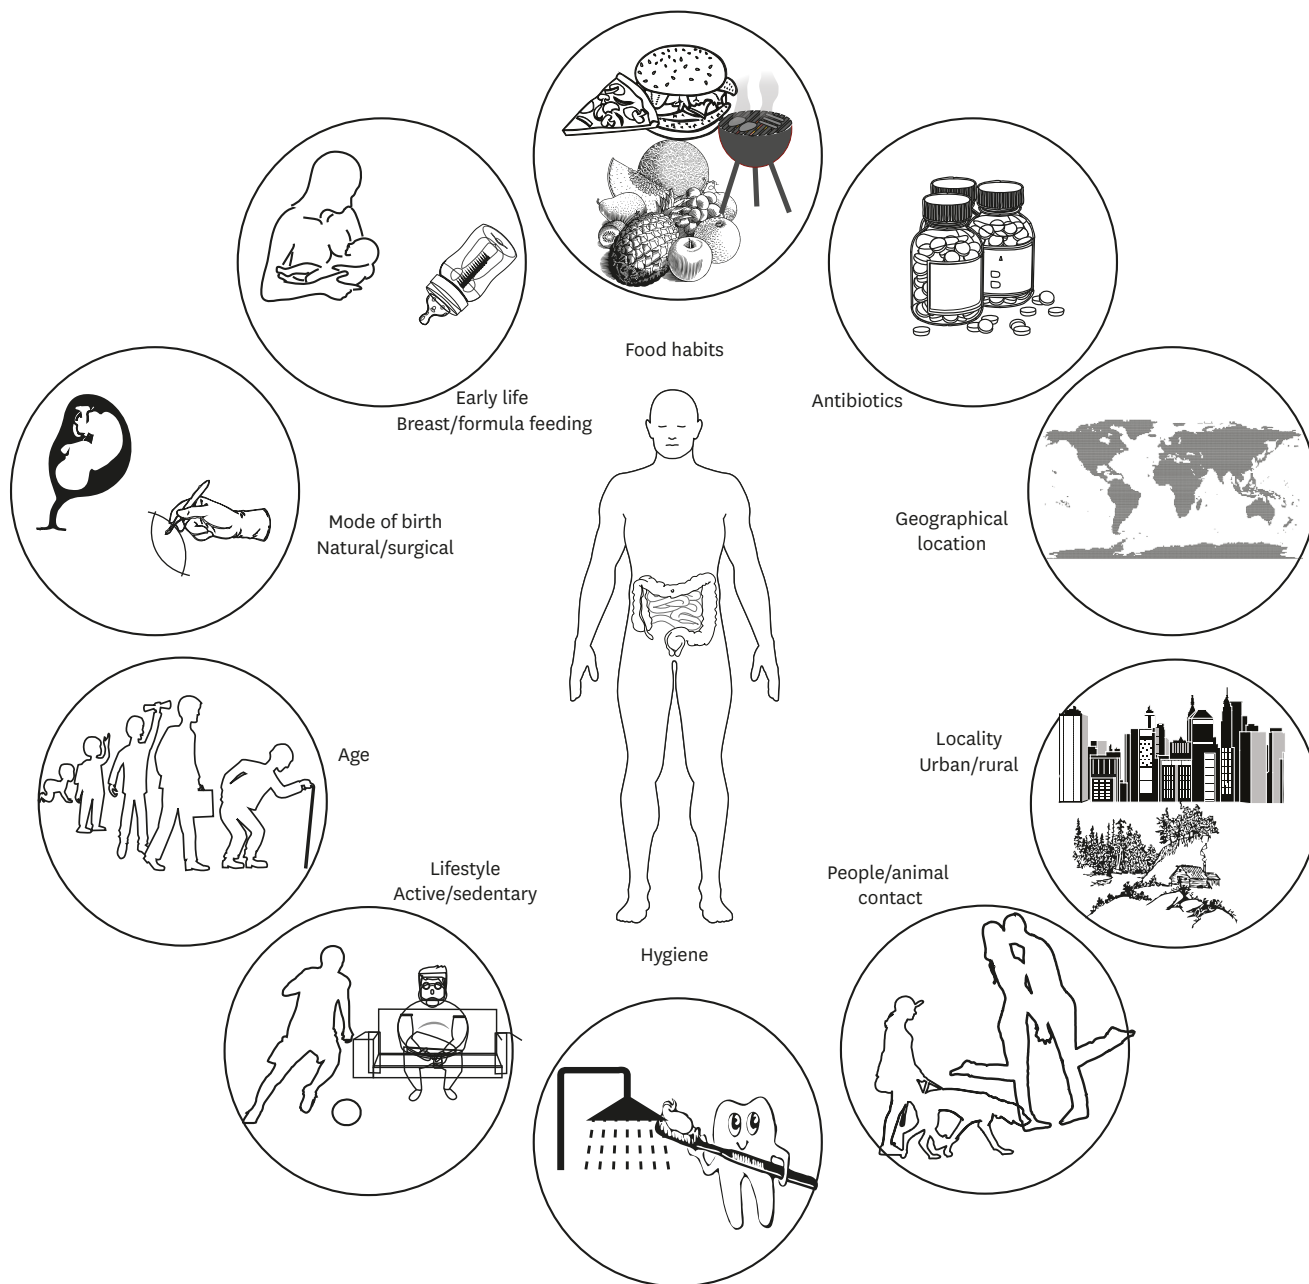 Food habits
Early life
Breast/formula feeding
Antibiotics
Mode of birth
Natural/surgical
Geographical
location
Age
Locality
Urban/rural
Lifestyle
Active/sedentary
People/animal
contact
Hygiene